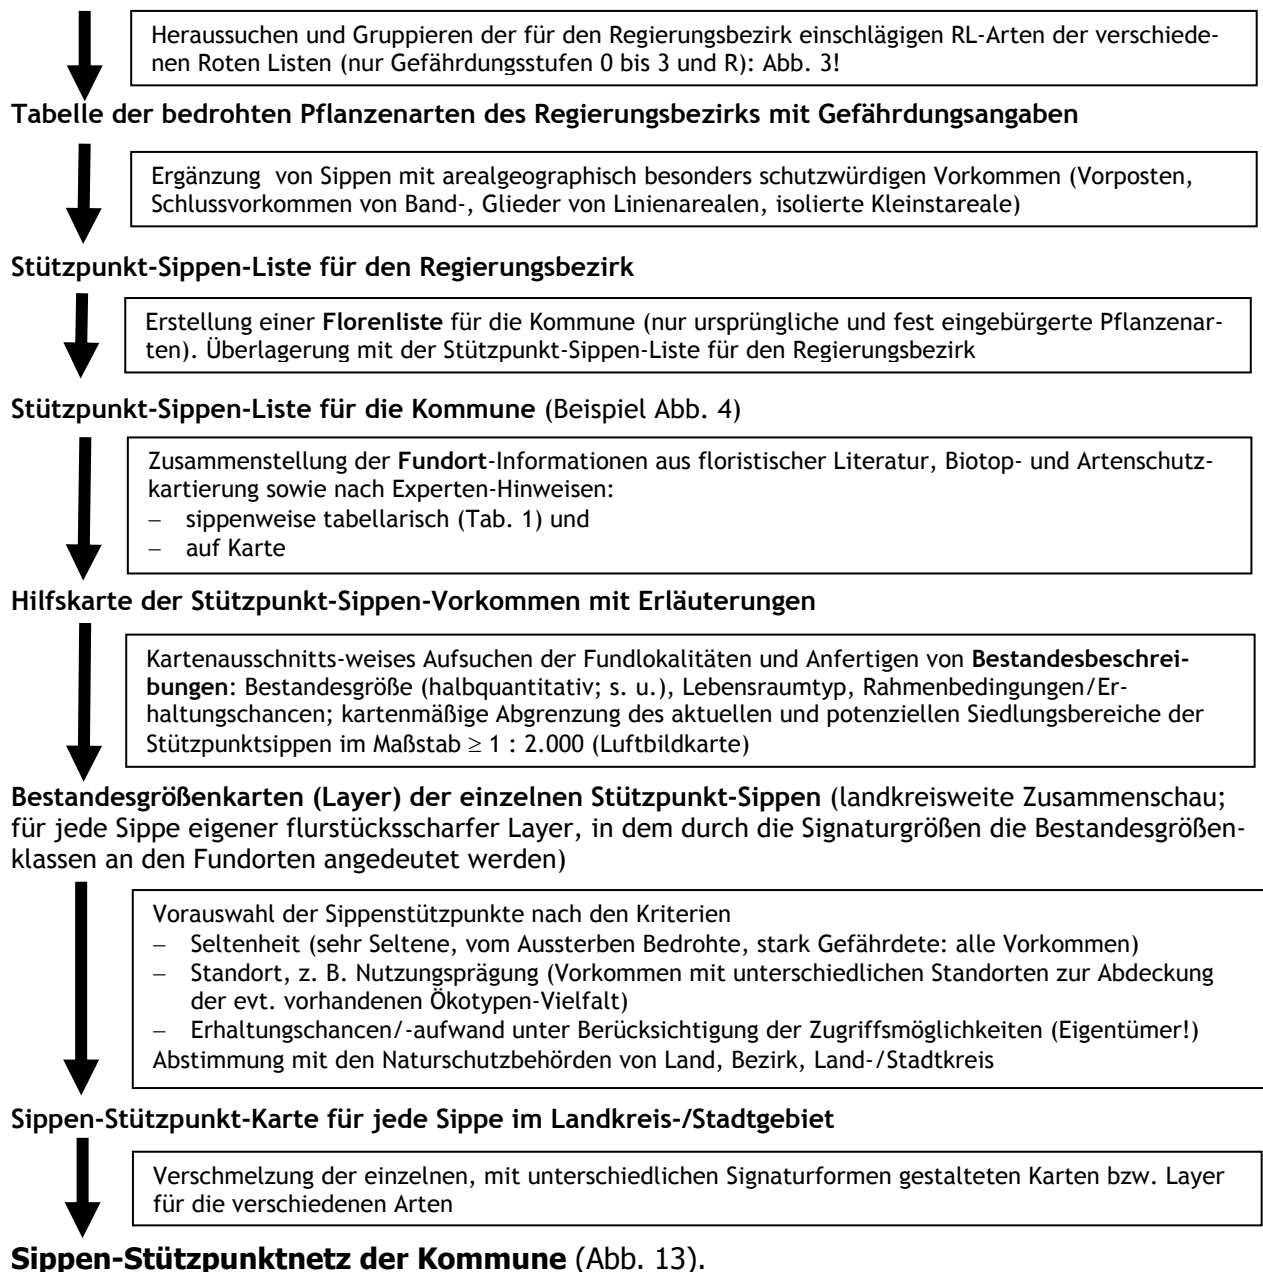 Heraussuchen und Gruppieren der für den Regierungsbezirk einschlägigen RL-Arten der verschiede-
nen Roten Listen (nur Gefährdungsstufen 0 bis 3 und R): Abb. 3!
Tabelle der bedrohten Pflanzenarten des Regierungsbezirks mit Gefährdungsangaben
Ergänzung von Sippen mit arealgeographisch besonders schutzwürdigen Vorkommen (Vorposten,
Schlussvorkommen von Band-, Glieder von Linienarealen, isolierte Kleinstareale)
Stützpunkt-Sippen-Liste für den Regierungsbezirk
Erstellung einer Florenliste für die Kommune (nur ursprüngliche und fest eingebürgerte Pflanzenar-
ten). Überlagerung mit der Stützpunkt-Sippen-Liste für den Regierungsbezirk
Stützpunkt-Sippen-Liste für die Kommune (Beispiel Abb. 4)
Zusammenstellung der Fundort-Informationen aus floristischer Literatur, Biotop- und Artenschutz-
kartierung sowie nach Experten-Hinweisen:
– sippenweise tabellarisch (Tab. 1) und
– auf Karte
Hilfskarte der Stützpunkt-Sippen-Vorkommen mit Erläuterungen
Kartenausschnitts-weises Aufsuchen der Fundlokalitäten und Anfertigen von Bestandesbeschrei-
bungen: Bestandesgröße (halbquantitativ; s. u.), Lebensraumtyp, Rahmenbedingungen/Er-
haltungschancen; kartenmäßige Abgrenzung des aktuellen und potenziellen Siedlungsbereiche der
Stützpunktsippen im Maßstab ≥ 1 : 2.000 (Luftbildkarte)
Bestandesgrößenkarten (Layer) der einzelnen Stützpunkt-Sippen (landkreisweite Zusammenschau;
für jede Sippe eigener flurstücksscharfer Layer, in dem durch die Signaturgrößen die Bestandesgrößen-
klassen an den Fundorten angedeutet werden)
Vorauswahl der Sippenstützpunkte nach den Kriterien
– Seltenheit (sehr Seltene, vom Aussterben Bedrohte, stark Gefährdete: alle Vorkommen)
– Standort, z. B. Nutzungsprägung (Vorkommen mit unterschiedlichen Standorten zur Abdeckung
der evt. vorhandenen Ökotypen-Vielfalt)
– Erhaltungschancen/-aufwand unter Berücksichtigung der Zugriffsmöglichkeiten (Eigentümer!)
Abstimmung mit den Naturschutzbehörden von Land, Bezirk, Land-/Stadtkreis
Sippen-Stützpunkt-Karte für jede Sippe im Landkreis-/Stadtgebiet
Verschmelzung der einzelnen, mit unterschiedlichen Signaturformen gestalteten Karten bzw. Layer
für die verschiedenen Arten
Sippen-Stützpunktnetz der Kommune (Abb. 13).